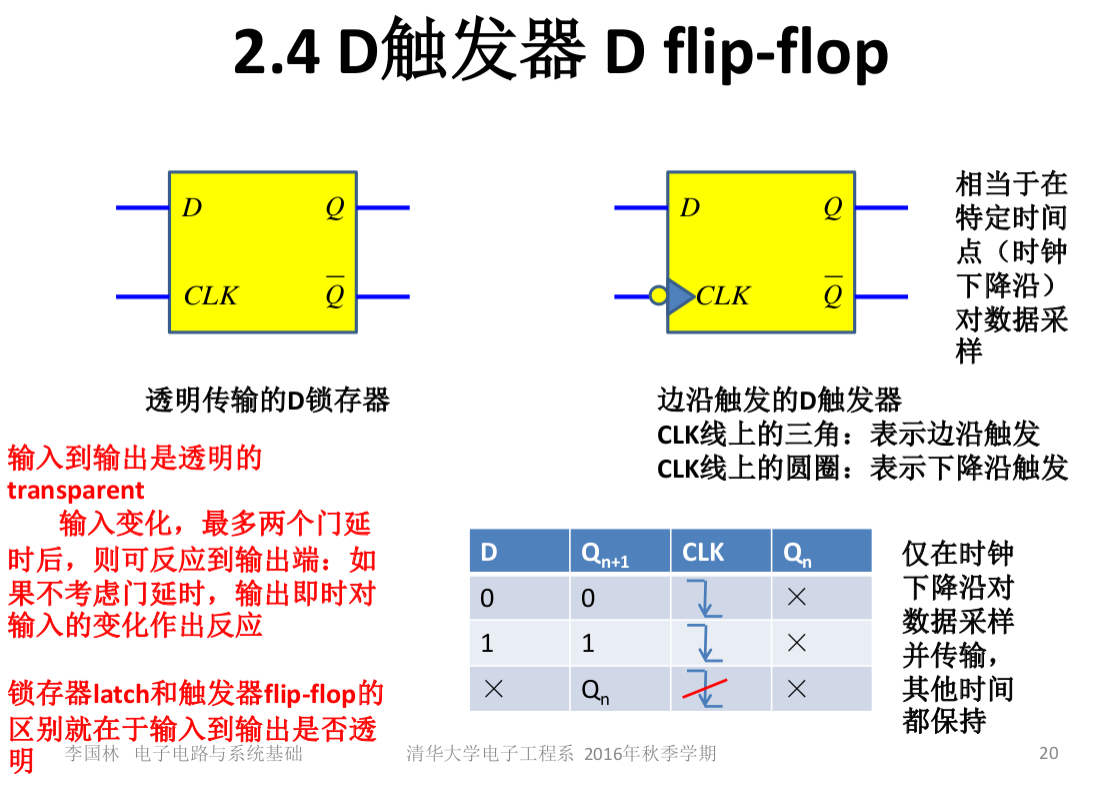 2.4 D触发器 D flip-flop
D Q
CLK Q̅
D Q
CLK Q̅
相当于在
特定时间
点（时钟
下降沿）
对数据采
样
透明传输的D锁存器
边沿触发的D触发器
CLK线上的三角：表示边沿触发
CLK线上的圆圈：表示下降沿触发
输入到输出是透明的
transparent
输入变化，最多两个门延
时后，则可反应到输出端：如
果不考虑门延时，输出即时对
输入的变化作出反应
锁存器latch和触发器flip-flop的
区别就在于输入到输出是否透
明
D Qn+1 CLK Qn
0 0 ×
1 1 ×
× Qn ×
仅在时钟
下降沿对
数据采样
并传输，
其他时间
都保持
李国林 电子电路与系统基础
清华大学电子工程系 2016年秋季学期
20